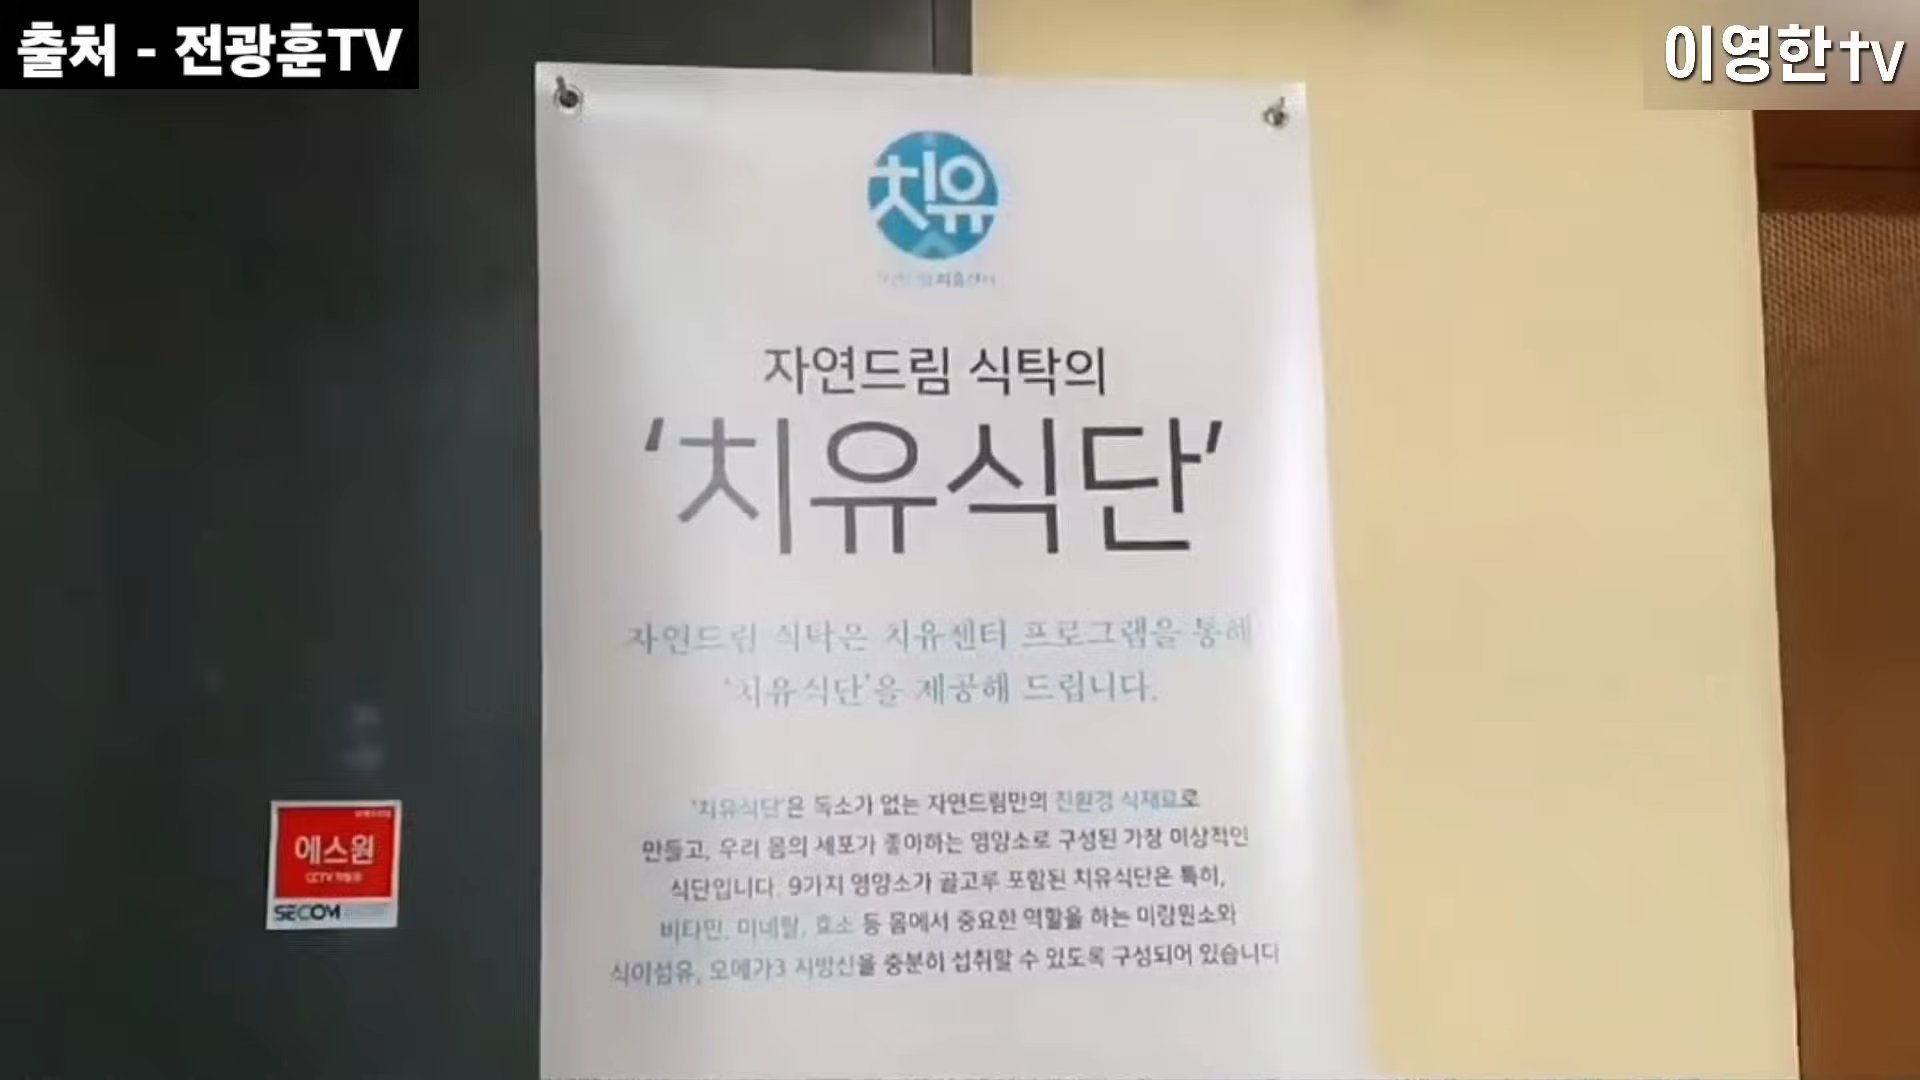 출처 - 전광훈TV
이영한tv
치유
자연드림 식탁의
'치유식단'
자연드림 식탁은 치유센터 프로그램을 통해
'치유식단'을 제공해 드립니다.
'치유식단'은 독소가 없는 자연드림만의 친환경 식재료로
만들고, 우리 몸의 세포가 좋아하는 영양소로 구성된 가장 이상적인
식단입니다. 9가지 영양소가 골고루 포함된 치유식단은 특히,
비타민, 미네랄, 효소 등 몸에서 중요한 역할을 하는 미량원소와
식이섬유, 오메가3 지방산을 충분히 섭취할 수 있도록 구성되어 있습니다
에스원
CCTV
SECOM